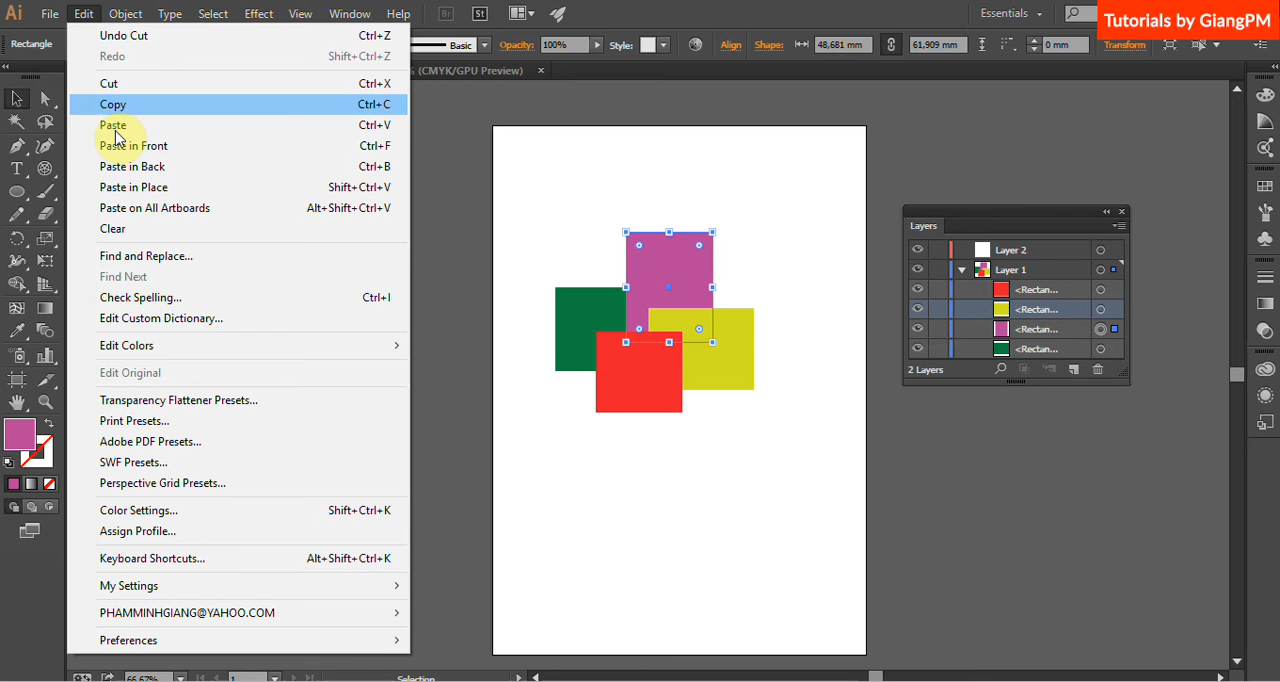 Ai File Edit Object Type Select Effect View Window Help Br St Essentials
Tutorials by GiangPM
Rectangle Basic Opacity: 100% Style: Align Shape: 48,681 mm 61,909 mm 0 mm Transform
% (CMYK/GPU Preview) ×
Undo Cut Ctrl+Z
Redo Shift+Ctrl+Z
Cut Ctrl+X
Copy Ctrl+C
Paste Ctrl+V
Paste in Front Ctrl+F
Paste in Back Ctrl+B
Paste in Place Shift+Ctrl+V
Paste on All Artboards Alt+Shift+Ctrl+V
Clear
Find and Replace...
Find Next
Check Spelling... Ctrl+I
Edit Custom Dictionary...
Edit Colors
Edit Original
Transparency Flattener Presets...
Print Presets...
Adobe PDF Presets...
SWF Presets...
Perspective Grid Presets...
Color Settings... Shift+Ctrl+K
Assign Profile...
Keyboard Shortcuts... Alt+Shift+Ctrl+K
My Settings
PHAMMINHGIANG@YAHOO.COM
Preferences
Layers
Layer 2
Layer 1
<Rectan...
<Rectan...
<Rectan...
<Rectan...
2 Layers
66,67% 1 Selection